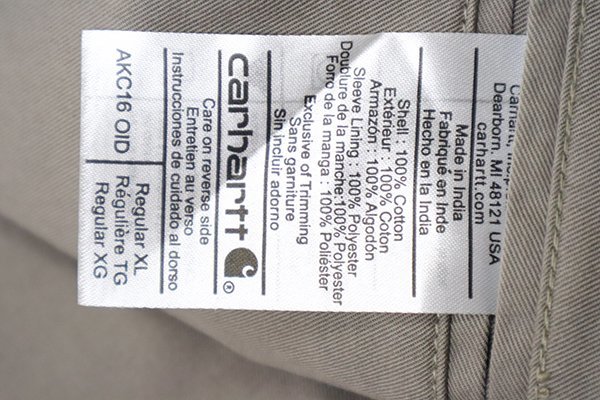 Dearborn, MI 48121 USA
carhartt.com
Made in India
Fabriqué en Inde
Hecho en la India
Shell : 100% Cotton
Extérieur : 100% Coton
Armazón : 100% Algodón
Sleeve Lining : 100% Polyester
Doublure de la manche:100% Polyester
Forro de la manga : 100% Poliéster
Exclusive of Trimming
Sans garniture
Sin incluir adorno
carhartt ®
Care on reverse side
Entretien au verso
Instrucciones de cuidado al dorso
AKC16 OID
Regular XL
Régulière TG
Regular XG